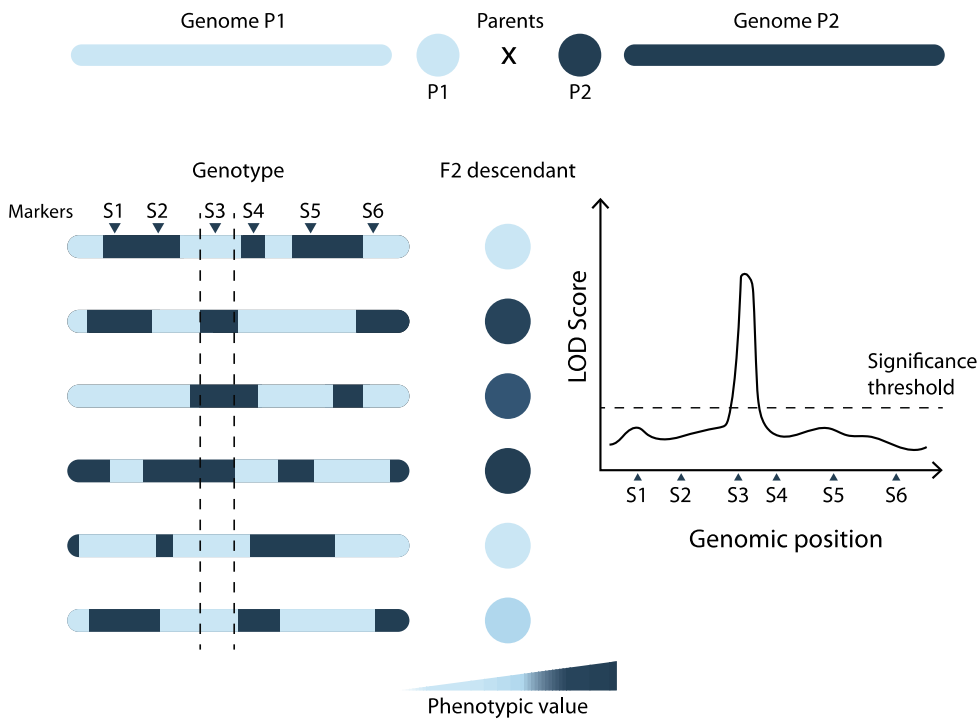 Genome P1
Parents
Genome P2
X
P1
P2
Genotype
F2 descendant
Markers
S1 S2 S3 S4 S5 S6
LOD Score
Significance
threshold
S1 S2 S3 S4 S5 S6
Genomic position
Phenotypic value